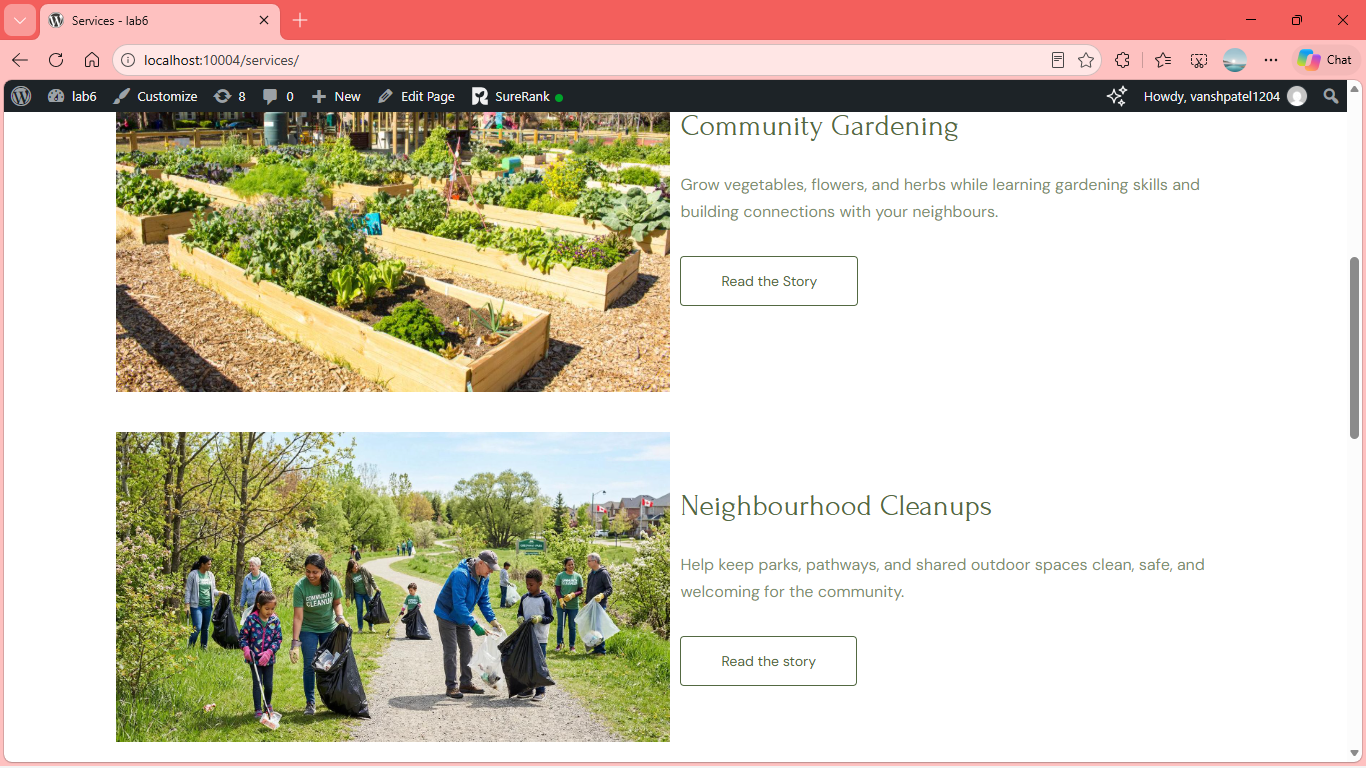 Services - lab6
localhost:10004/services/
Chat
lab6
Customize
8
0
New
Edit Page
SureRank
Howdy, vanshpatel1204
Community Gardening
Grow vegetables, flowers, and herbs while learning gardening skills and
building connections with your neighbours.
Read the Story
Neighbourhood Cleanups
Help keep parks, pathways, and shared outdoor spaces clean, safe, and
welcoming for the community.
Read the story
COMMUNITY
CLEANUP